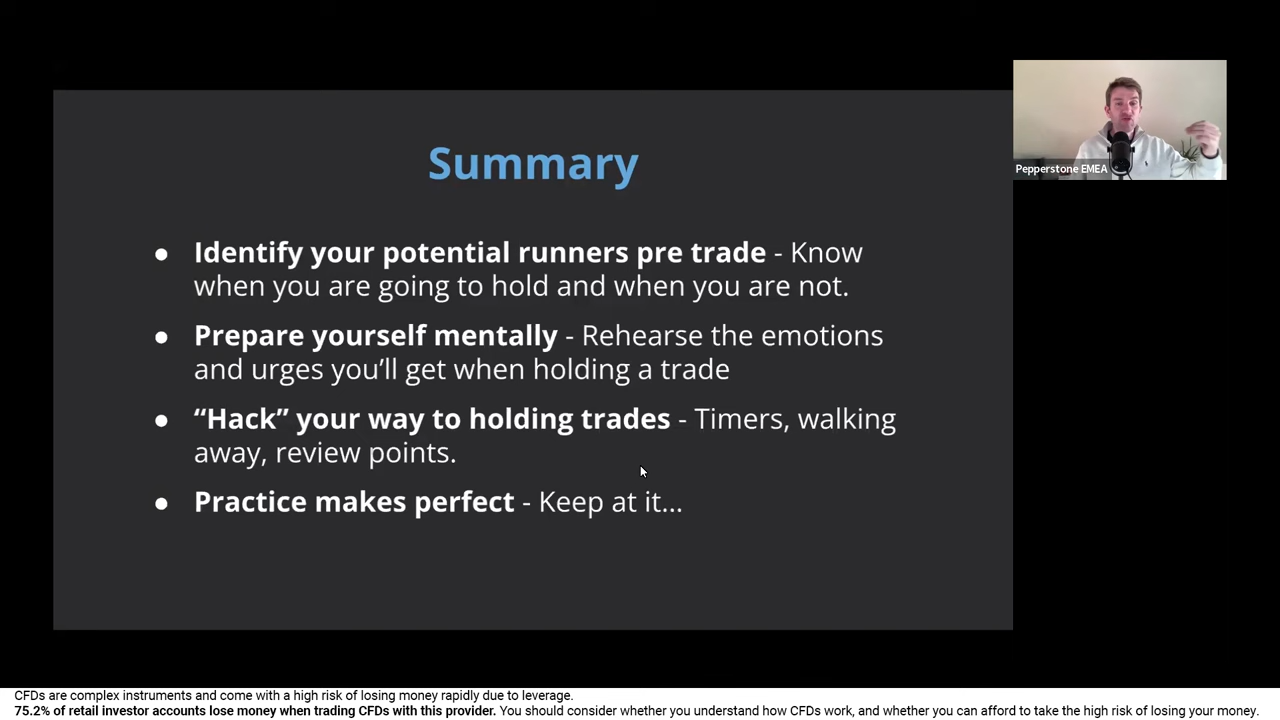 Summary
● Identify your potential runners pre trade - Know
when you are going to hold and when you are not.
● Prepare yourself mentally - Rehearse the emotions
and urges you’ll get when holding a trade
● “Hack” your way to holding trades - Timers, walking
away, review points.
● Practice makes perfect - Keep at it...
Pepperstone EMEA
CFDs are complex instruments and come with a high risk of losing money rapidly due to leverage.
75.2% of retail investor accounts lose money when trading CFDs with this provider. You should consider whether you understand how CFDs work, and whether you can afford to take the high risk of losing your money.